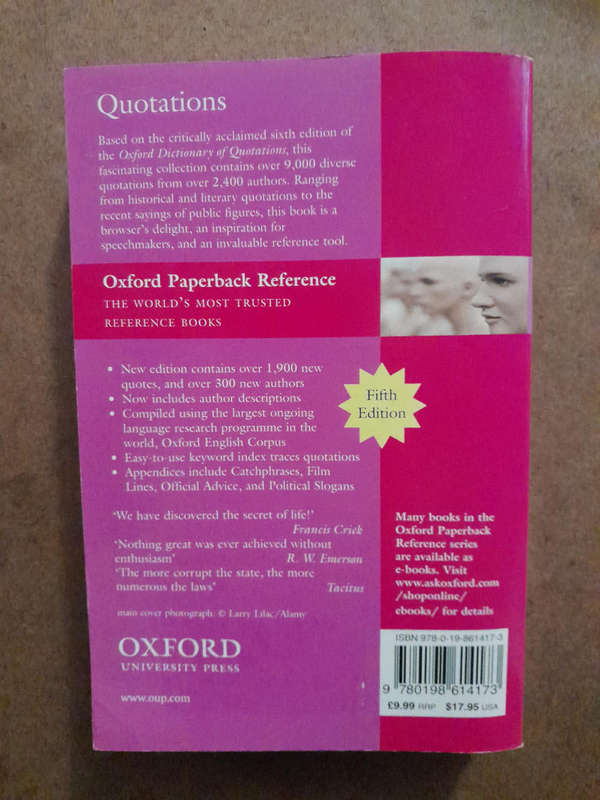 Quotations
Based on the critically acclaimed sixth edition of
the Oxford Dictionary of Quotations, this
fascinating collection contains over 9,000 diverse
quotations from over 2,400 authors. Ranging
from historical and literary quotations to the
recent sayings of public figures, this book is a
browser's delight, an inspiration for
speechmakers, and an invaluable reference tool.
Oxford Paperback Reference
THE WORLD'S MOST TRUSTED
REFERENCE BOOKS
• New edition contains over 1,900 new
quotes, and over 300 new authors
• Now includes author descriptions
• Compiled using the largest ongoing
language research programme in the
world, Oxford English Corpus
• Easy-to-use keyword index traces quotations
• Appendices include Catchphrases, Film
Lines, Official Advice, and Political Slogans
Fifth
Edition
'We have discovered the secret of life!'
Francis Crick
'Nothing great was ever achieved without
enthusiasm' R. W. Emerson
'The more corrupt the state, the more
numerous the laws' Tacitus
main cover photograph: © Larry Lilac/Alamy
OXFORD
UNIVERSITY PRESS
www.oup.com
Many books in the
Oxford Paperback
Reference series
are available as
e-books. Visit
www.askoxford.com
/shoponline/
ebooks/ for details
ISBN 978-0-19-861417-3
9 780198 614173
£9.99 RRP $17.95 USA